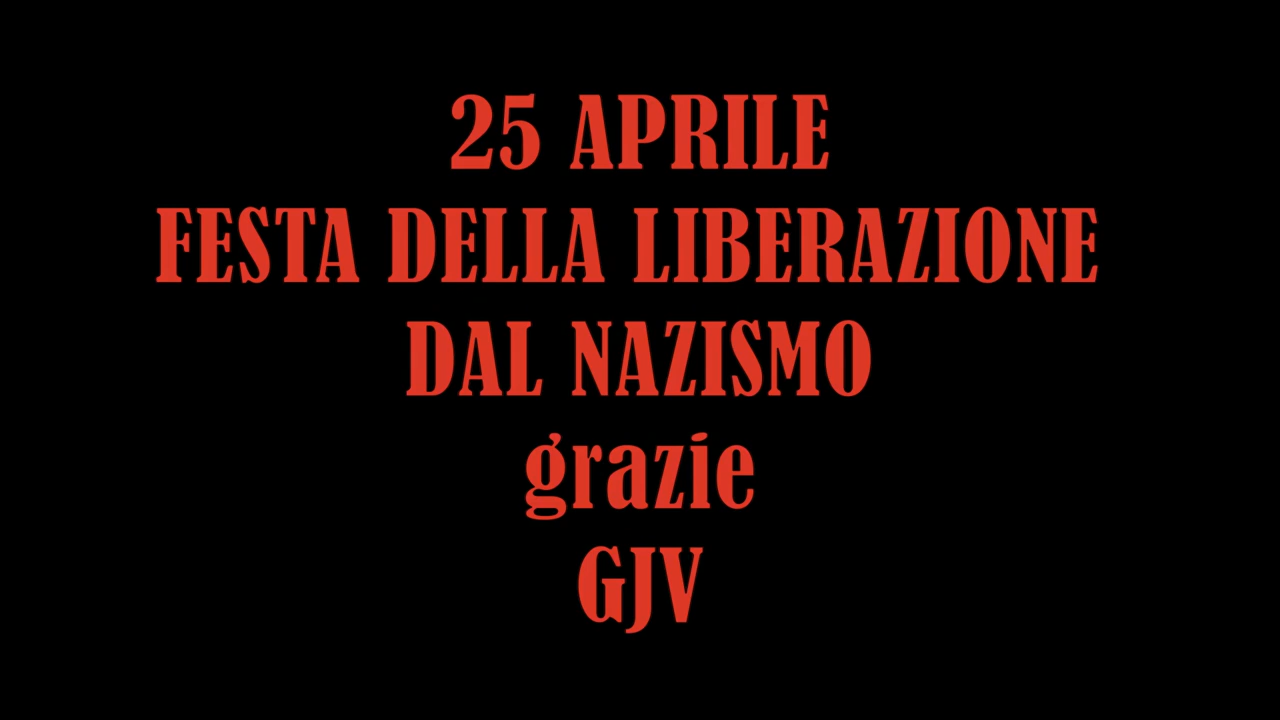 25 APRILE
FESTA DELLA LIBERAZIONE
DAL NAZISMO
grazie
GJV